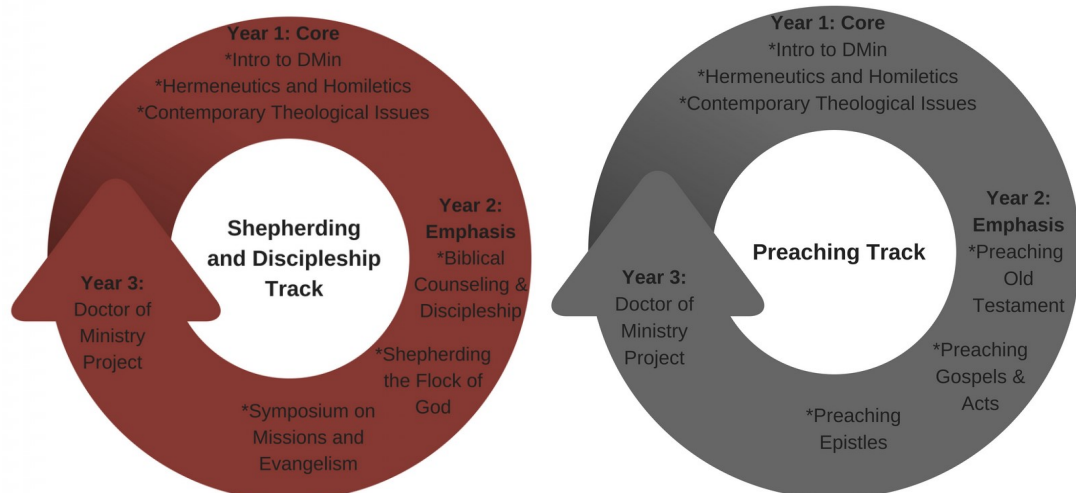 Year 1: Core
*Intro to DMin
*Hermeneutics and Homiletics
*Contemporary Theological Issues
Year 2:
Emphasis
*Biblical
Counseling &
Discipleship
*Shepherding
the Flock of
God
*Symposium on
Missions and
Evangelism
Year 3:
Doctor of
Ministry
Project
Shepherding
and Discipleship
Track
Year 1: Core
*Intro to DMin
*Hermeneutics and Homiletics
*Contemporary Theological Issues
Year 2:
Emphasis
*Preaching
Old
Testament
*Preaching
Gospels &
Acts
*Preaching
Epistles
Year 3:
Doctor of
Ministry
Project
Preaching Track